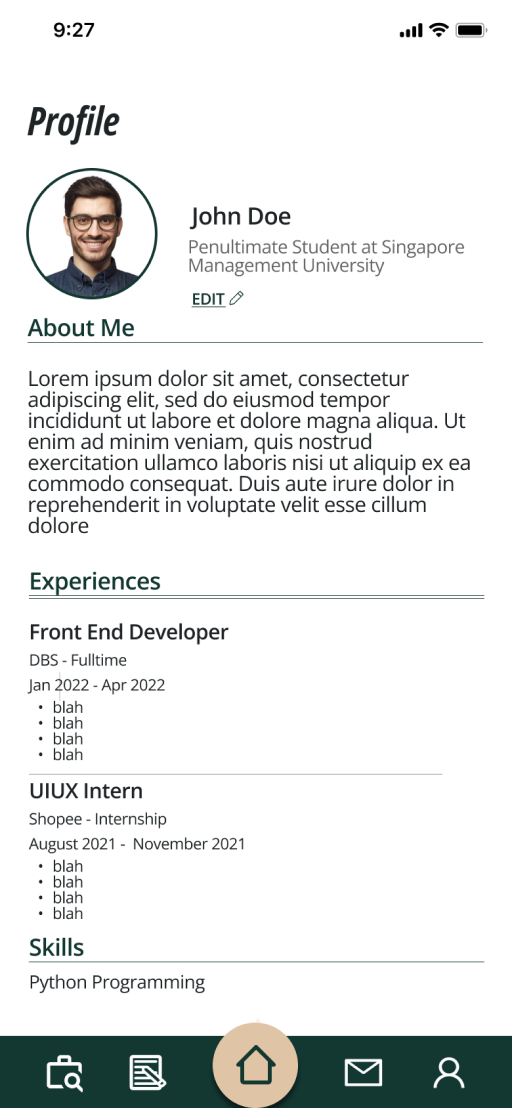 9:27
Profile
John Doe
Penultimate Student at Singapore
Management University
EDIT
About Me
Lorem ipsum dolor sit amet, consectetur
adipiscing elit, sed do eiusmod tempor
incididunt ut labore et dolore magna aliqua. Ut
enim ad minim veniam, quis nostrud
exercitation ullamco laboris nisi ut aliquip ex ea
commodo consequat. Duis aute irure dolor in
reprehenderit in voluptate velit esse cillum
dolore
Experiences
Front End Developer
DBS - Fulltime
Jan 2022 - Apr 2022
• blah
• blah
• blah
• blah
UIUX Intern
Shopee - Internship
August 2021 - November 2021
• blah
• blah
• blah
• blah
Skills
Python Programming